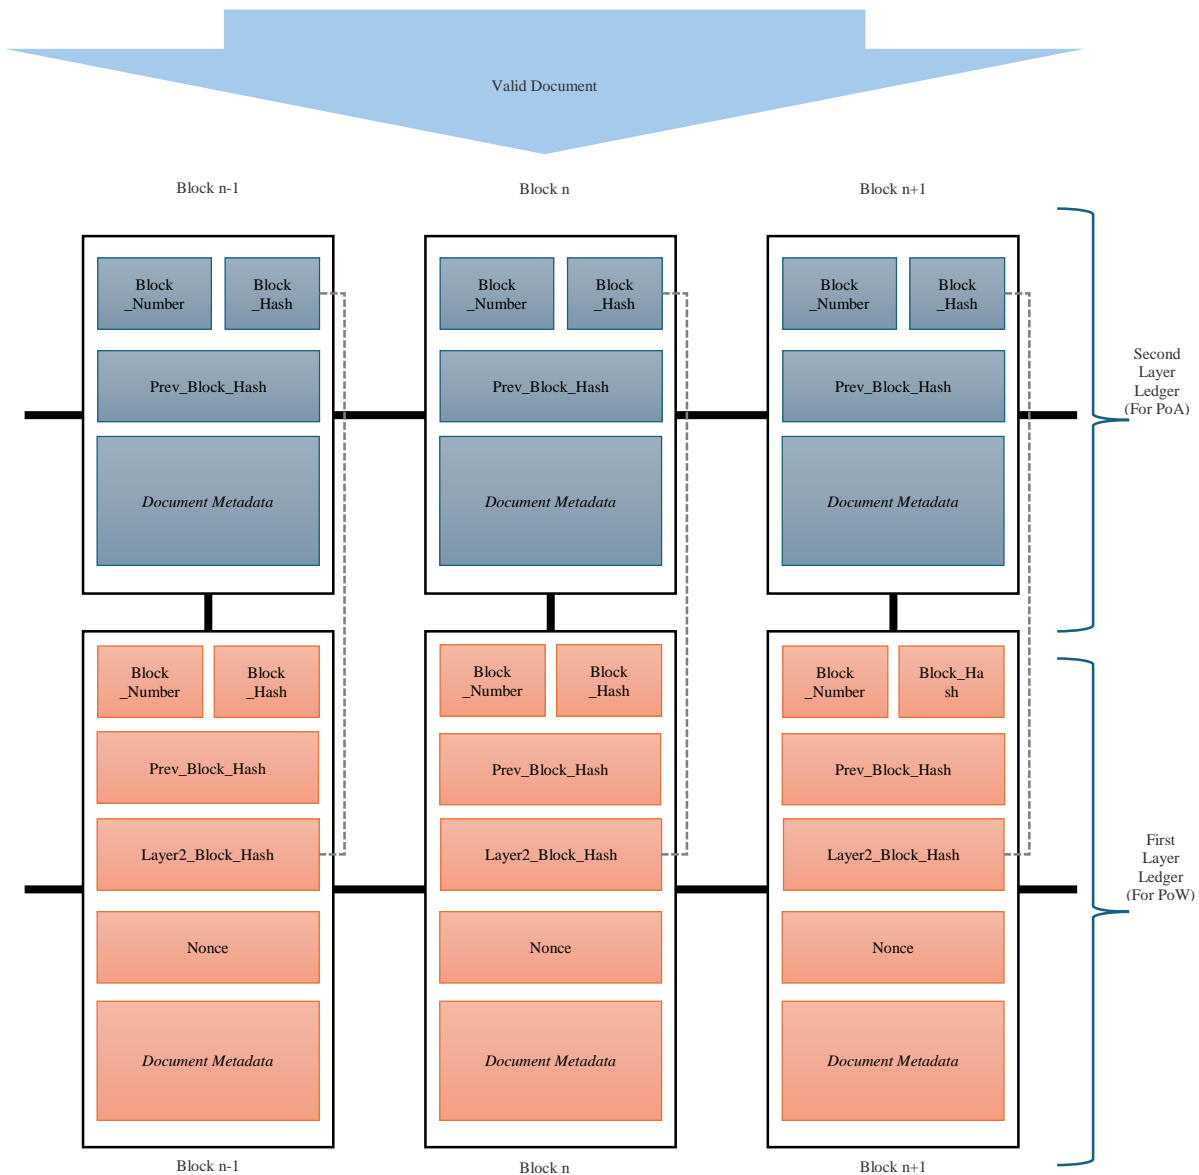 Valid Document
Block n-1
Block n
Block n+1
Block
_Number
Block
_Hash
Block
_Number
Block
_Hash
Block
_Number
Block
_Hash
Prev_Block_Hash
Prev_Block_Hash
Prev_Block_Hash
Document Metadata
Document Metadata
Document Metadata
Second
Layer
Ledger
(For PoA)
Block
_Number
Block
_Hash
Block
_Number
Block
_Hash
Block
_Number
Block_Ha
sh
Prev_Block_Hash
Prev_Block_Hash
Prev_Block_Hash
Layer2_Block_Hash
Layer2_Block_Hash
Layer2_Block_Hash
Nonce
Nonce
Nonce
Document Metadata
Document Metadata
Document Metadata
First
Layer
Ledger
(For PoW)
Block n-1
Block n
Block n+1